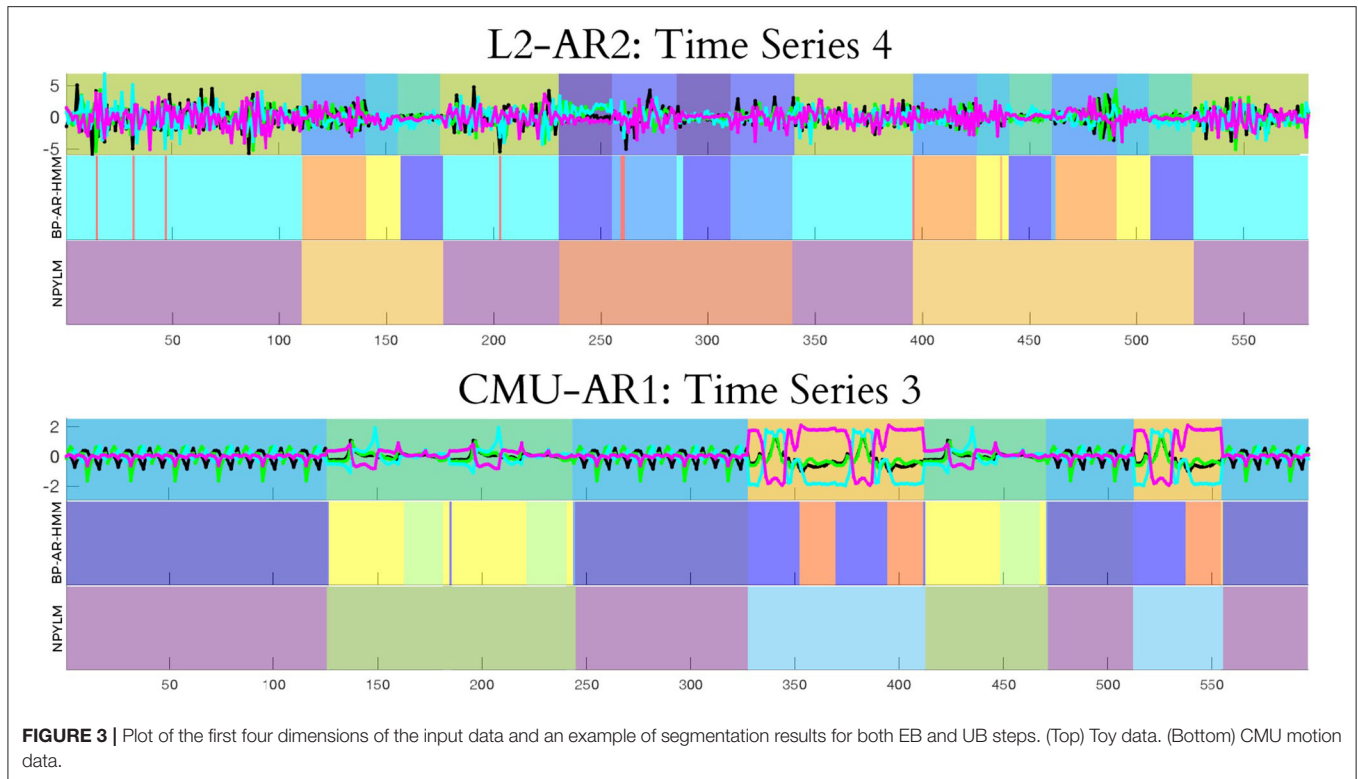 L2-AR2: Time Series 4
5
0
-5
BP-AR-HMM
NPYLM
50 100 150 200 250 300 350 400 450 500 550
CMU-AR1: Time Series 3
2
0
-2
BP-AR-HMM
NPYLM
50 100 150 200 250 300 350 400 450 500 550
FIGURE 3 | Plot of the first four dimensions of the input data and an example of segmentation results for both EB and UB steps. (Top) Toy data. (Bottom) CMU motion
data.